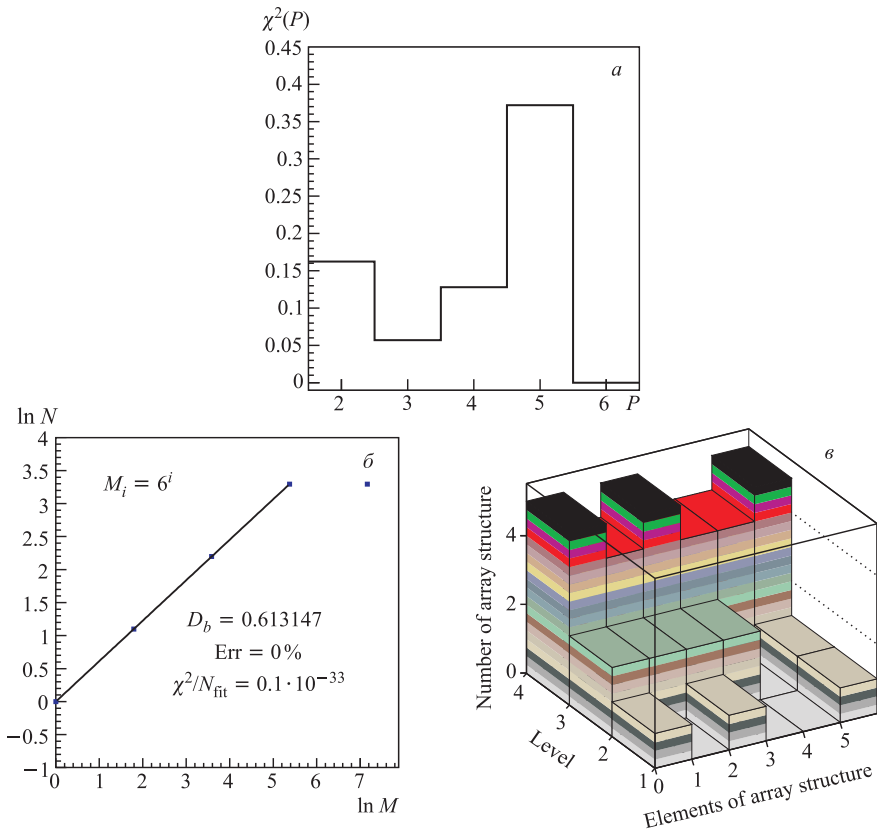 χ²(P)
0.45
0.4
0.35
0.3
0.25
0.2
0.15
0.1
0.05
0
2 3 4 5 6 P
а
ln N
4
3.5
3
2.5
2
1.5
1
0.5
0
−0.5
−1
0 1 2 3 4 5 6 7
ln M
б
M_i = 6^i
D_b = 0.613147
Err = 0%
χ²/N_fit = 0.1·10⁻³³
в
Number of array structure
4
2
0
4
3
2
1
Level
0 1 2 3 4 5
Elements of array structure